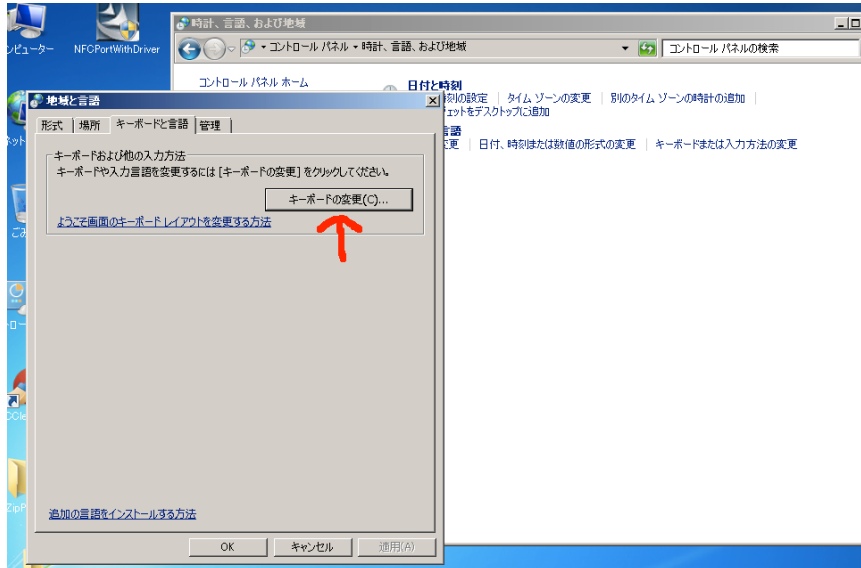 ンピューター
NFCPortWithDriver
時計、言語、および地域
コントロール パネル ▾ 時計、言語、および地域
コントロール パネルの検索
コントロール パネル ホーム
日付と時刻
刻の設定
タイム ゾーンの変更
別のタイム ゾーンの時計の追加
ジェットをデスクトップに追加
言語
変更
日付、時刻または数値の形式の変更
キーボードまたは入力方法の変更
地域と言語
形式
場所
キーボードと言語
管理
キーボードおよび他の入力方法
キーボードや入力言語を変更するには [キーボードの変更] をクリックしてください。
キーボードの変更(C)...
ようこそ画面のキーボード レイアウトを変更する方法
追加の言語をインストールする方法
OK
キャンセル
適用(A)
ネット
ごみ
ZipP